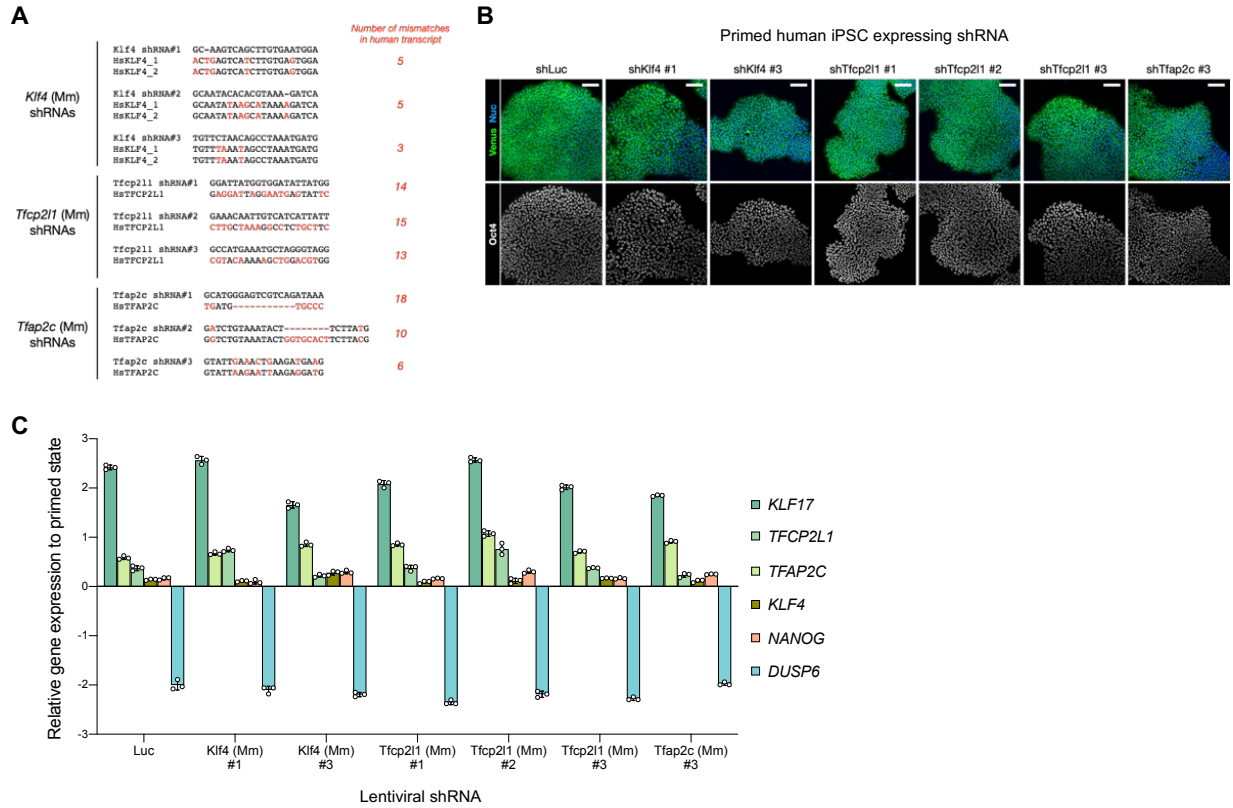 A
Number of mismatches
in human transcript
Klf4 (Mm)
shRNAs
Klf4 shRNA#1 GC-AAGTCAGCTTGTGAATGGA
HsKLF4_1 ACTGAGTCATCTTGTGAGTGGA
HsKLF4_2 ACTGAGTCATCTTGTGAGTGGA
5
Klf4 shRNA#2 GCAATACACACGTAAA-GATCA
HsKLF4_1 GCAATATAAGCATAAAAGATCA
HsKLF4_2 GCAATATAAGCATAAAAGATCA
5
Klf4 shRNA#3 TGTTCTAACAGCCTAAATGATG
HsKLF4_1 TGTTTAAATAGCCTAAATGATG
HsKLF4_2 TGTTTAAATAGCCTAAATGATG
3
Tfcp2l1 (Mm)
shRNAs
Tfcp2l1 shRNA#1 GGATTATGGTGGATATTATGG
HsTFCP2L1 GAGGATTAGGAATGAGTATTC
14
Tfcp2l1 shRNA#2 GAAACAATTGTCATCATTATT
HsTFCP2L1 CTTGCTAAAGGCCTCTGCTTC
15
Tfcp2l1 shRNA#3 GCCATGAAATGCTAGGGTAGG
HsTFCP2L1 CGTACAAAAAGCTGGACGTGG
13
Tfap2c (Mm)
shRNAs
Tfap2c shRNA#1 GCATGGGAGTCGTCAGATAAA
HsTFAP2C TGATG-----------TGCCC
18
Tfap2c shRNA#2 GATCTGTAAATACT--------TCTTATG
HsTFAP2C GGTCTGTAAATACTGGTGCACTTCTTACG
10
Tfap2c shRNA#3 GTATTGAAACTGAAGATGAAG
HsTFAP2C GTATTAAGAATTAAGAGGATG
6
B
Primed human iPSC expressing shRNA
shLuc shKlf4 #1 shKlf4 #3 shTfcp2l1 #1 shTfcp2l1 #2 shTfcp2l1 #3 shTfap2c #3
Venus Nuc
Oct4
C
Relative gene expression to primed state
3
2
1
0
-1
-2
-3
Luc
Klf4 (Mm)
#1
Klf4 (Mm)
#3
Tfcp2l1 (Mm)
#1
Tfcp2l1 (Mm)
#2
Tfcp2l1 (Mm)
#3
Tfap2c (Mm)
#3
Lentiviral shRNA
KLF17
TFCP2L1
TFAP2C
KLF4
NANOG
DUSP6